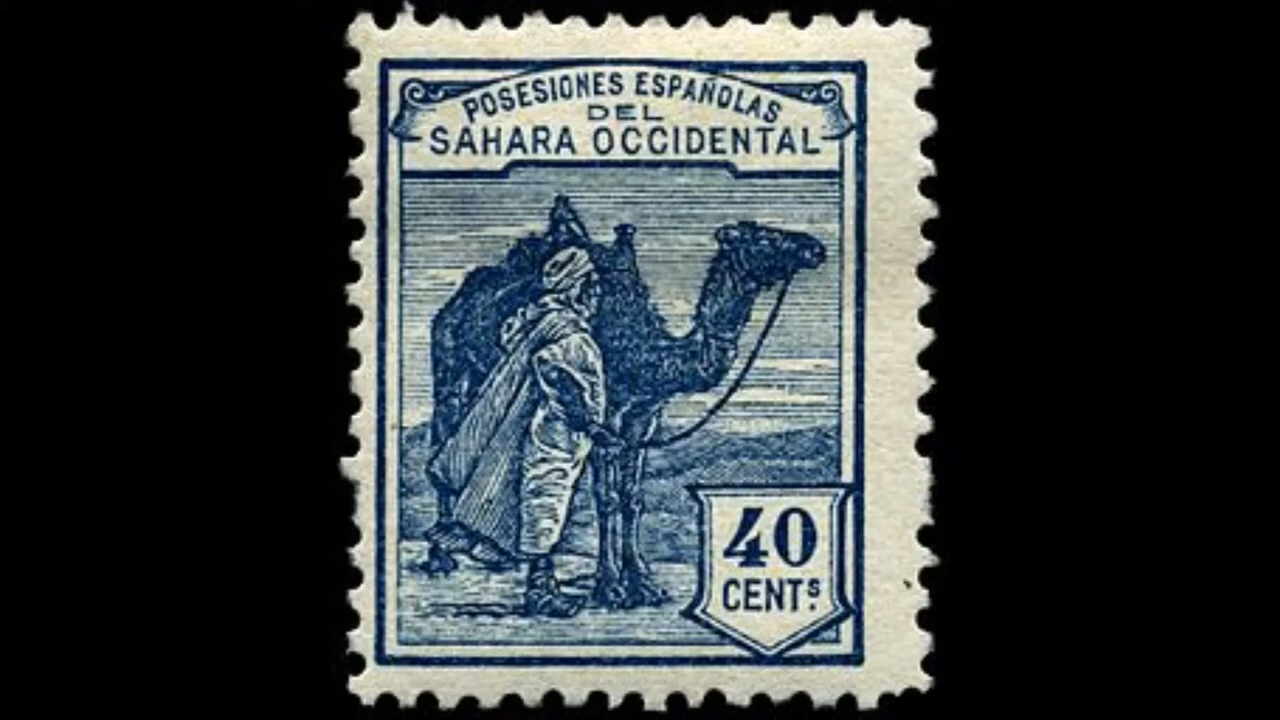 POSESIONES ESPAÑOLAS
DEL
SAHARA OCCIDENTAL
40
CENTS.